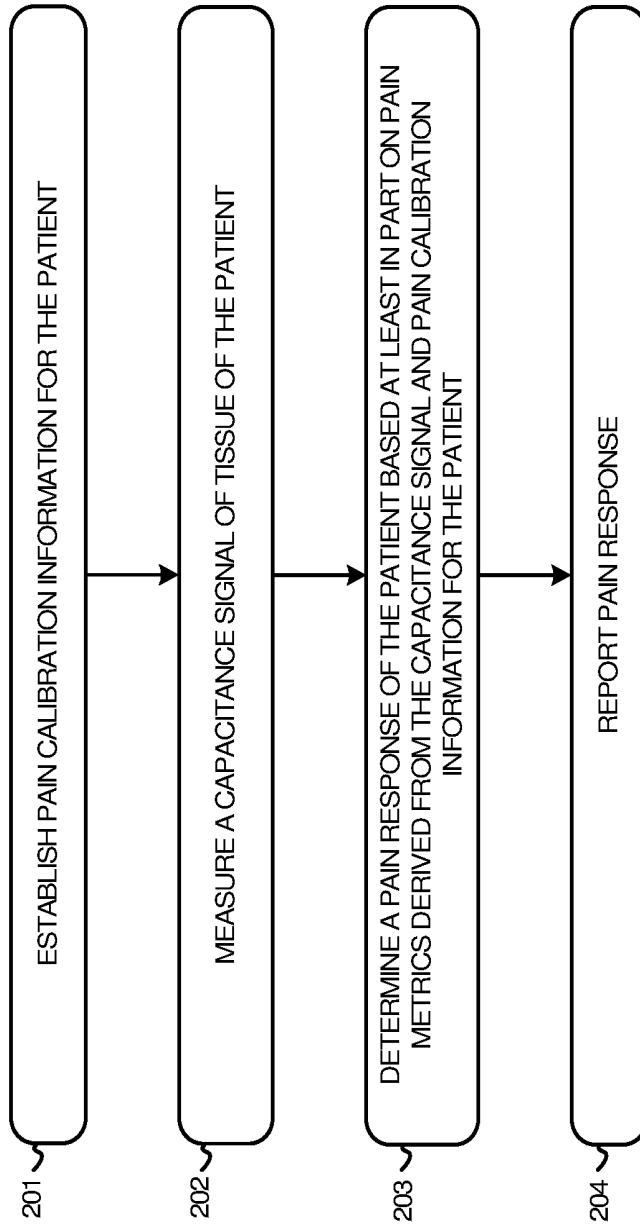 201
ESTABLISH PAIN CALIBRATION INFORMATION FOR THE PATIENT
202
MEASURE A CAPACITANCE SIGNAL OF TISSUE OF THE PATIENT
203
DETERMINE A PAIN RESPONSE OF THE PATIENT BASED AT LEAST IN PART ON PAIN
METRICS DERIVED FROM THE CAPACITANCE SIGNAL AND PAIN CALIBRATION
INFORMATION FOR THE PATIENT
204
REPORT PAIN RESPONSE